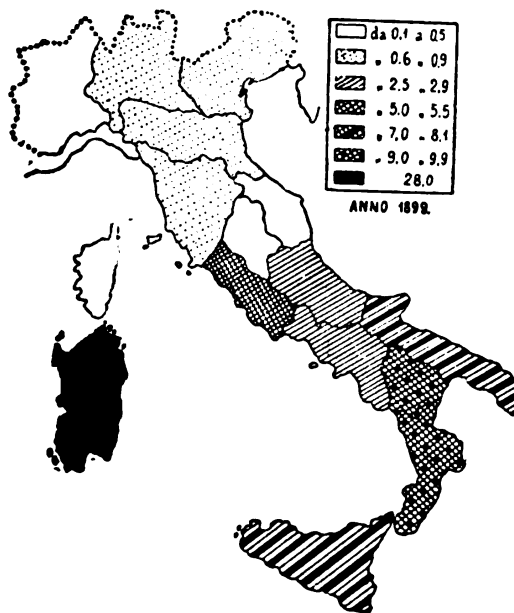 da 0,1 a 0,5
„ 0.6 „ 0,9
„ 2.5 „ 2.9
„ 5.0 „ 5.5
„ 7,0 „ 8,1
„ 9.0 „ 9,9
28.0
ANNO 1899.